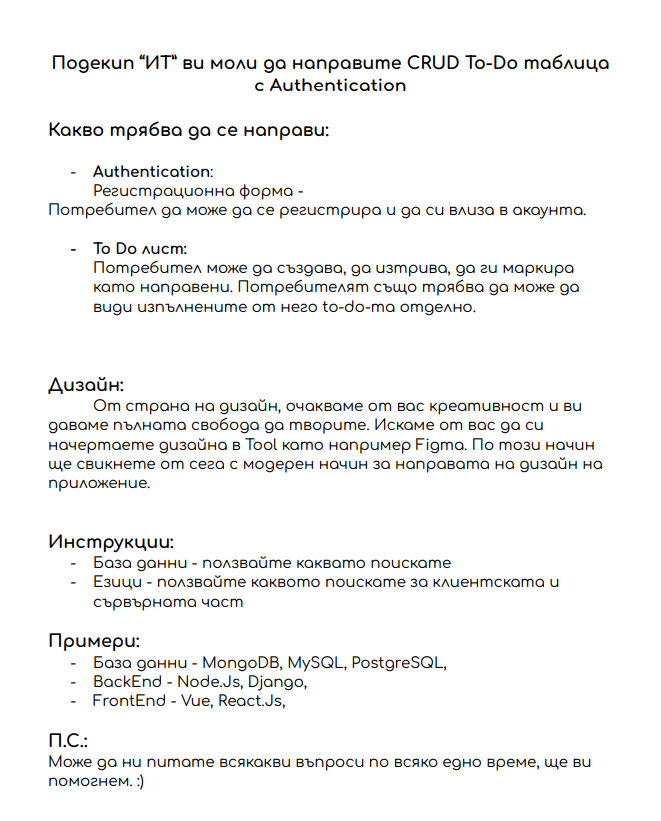 Подекип “ИТ” ви моли да направите CRUD To-Do таблица
с Authentication
Какво трябва да се направи:
- Authentication:
Регистрационна форма -
Потребител да може да се регистрира и да си влиза в акаунта.
- To Do лист:
Потребител може да създава, да изтрива, да ги маркира
като направени. Потребителят също трябва да може да
види изпълнените от него to-do-та отделно.
Дизайн:
От страна на дизайн, очакваме от вас креативност и ви
даваме пълната свобода да творите. Искаме от вас да си
начертаете дизайна в Tool като например Figma. По този начин
ще свикнете от сега с модерен начин за направата на дизайн на
приложение.
Инструкции:
- База данни - ползвайте каквато поискате
- Езици - ползвайте каквото поискате за клиентската и
сървърната част
Примери:
- База данни - MongoDB, MySQL, PostgreSQL,
- BackEnd - Node.Js, Django,
- FrontEnd - Vue, React.Js,
П.С.:
Може да ни питате всякакви въпроси по всяко едно време, ще ви
помогнем. :)